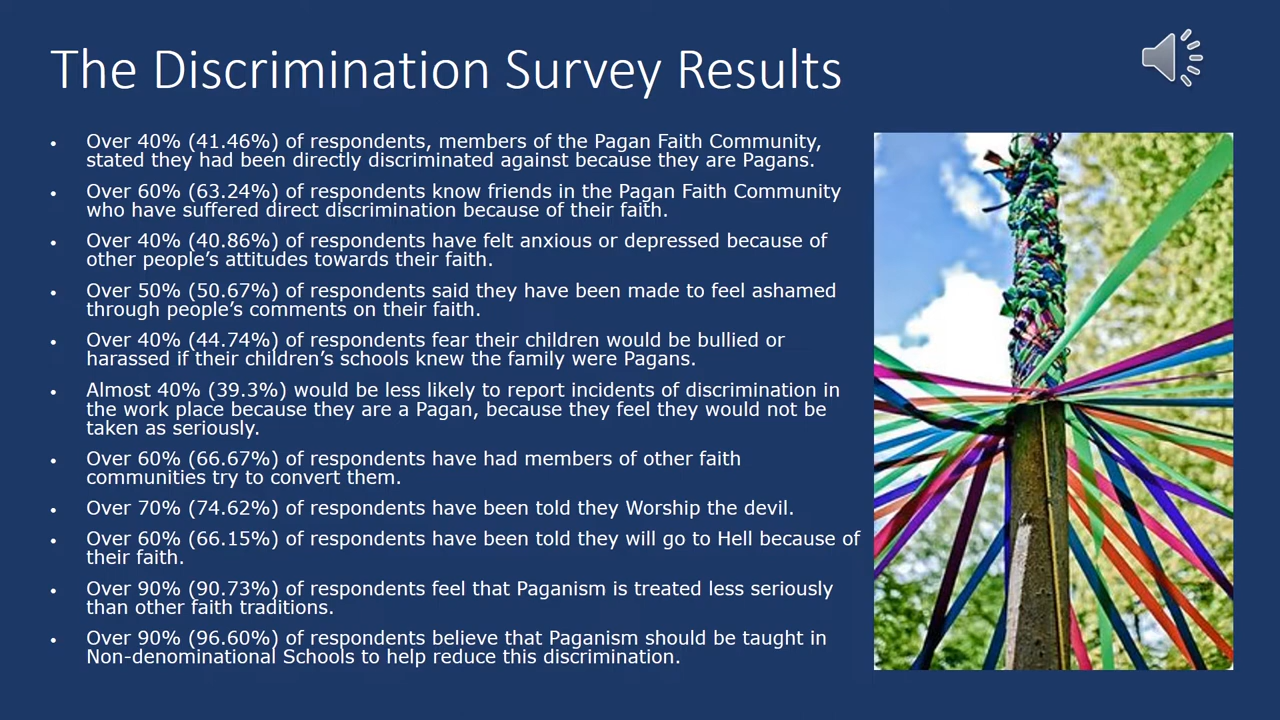 The Discrimination Survey Results
• Over 40% (41.46%) of respondents, members of the Pagan Faith Community,
stated they had been directly discriminated against because they are Pagans.
• Over 60% (63.24%) of respondents know friends in the Pagan Faith Community
who have suffered direct discrimination because of their faith.
• Over 40% (40.86%) of respondents have felt anxious or depressed because of
other people’s attitudes towards their faith.
• Over 50% (50.67%) of respondents said they have been made to feel ashamed
through people’s comments on their faith.
• Over 40% (44.74%) of respondents fear their children would be bullied or
harassed if their children’s schools knew the family were Pagans.
• Almost 40% (39.3%) would be less likely to report incidents of discrimination in
the work place because they are a Pagan, because they feel they would not be
taken as seriously.
• Over 60% (66.67%) of respondents have had members of other faith
communities try to convert them.
• Over 70% (74.62%) of respondents have been told they Worship the devil.
• Over 60% (66.15%) of respondents have been told they will go to Hell because of
their faith.
• Over 90% (90.73%) of respondents feel that Paganism is treated less seriously
than other faith traditions.
• Over 90% (96.60%) of respondents believe that Paganism should be taught in
Non-denominational Schools to help reduce this discrimination.